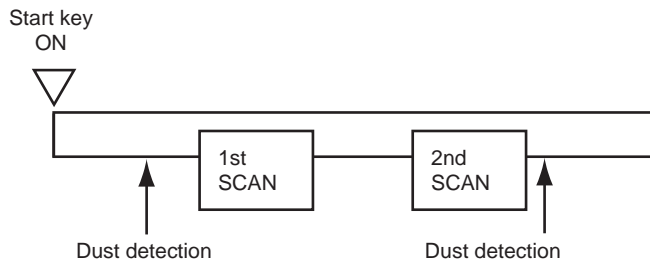 Start key
ON
1st
SCAN
2nd
SCAN
Dust detection
Dust detection